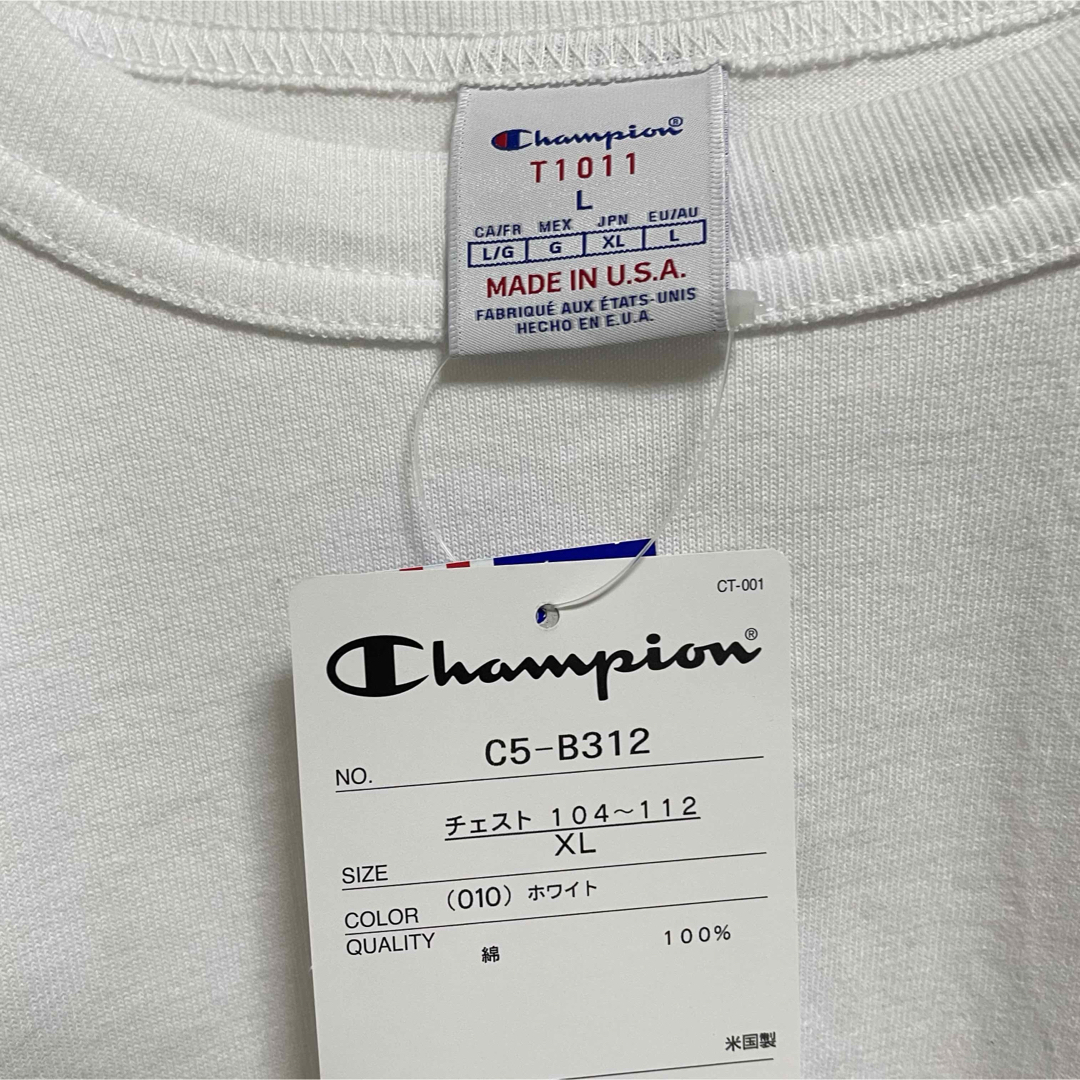 Champion®
T1011
L
CA/FR MEX JPN EU/AU
L/G G XL L
MADE IN U.S.A.
FABRIQUÉ AUX ÉTATS-UNIS
HECHO EN E.U.A.
CT-001
Champion®
NO. C5-B312
チェスト 104～112
SIZE XL
COLOR (010) ホワイト
QUALITY 綿 100%
米国製